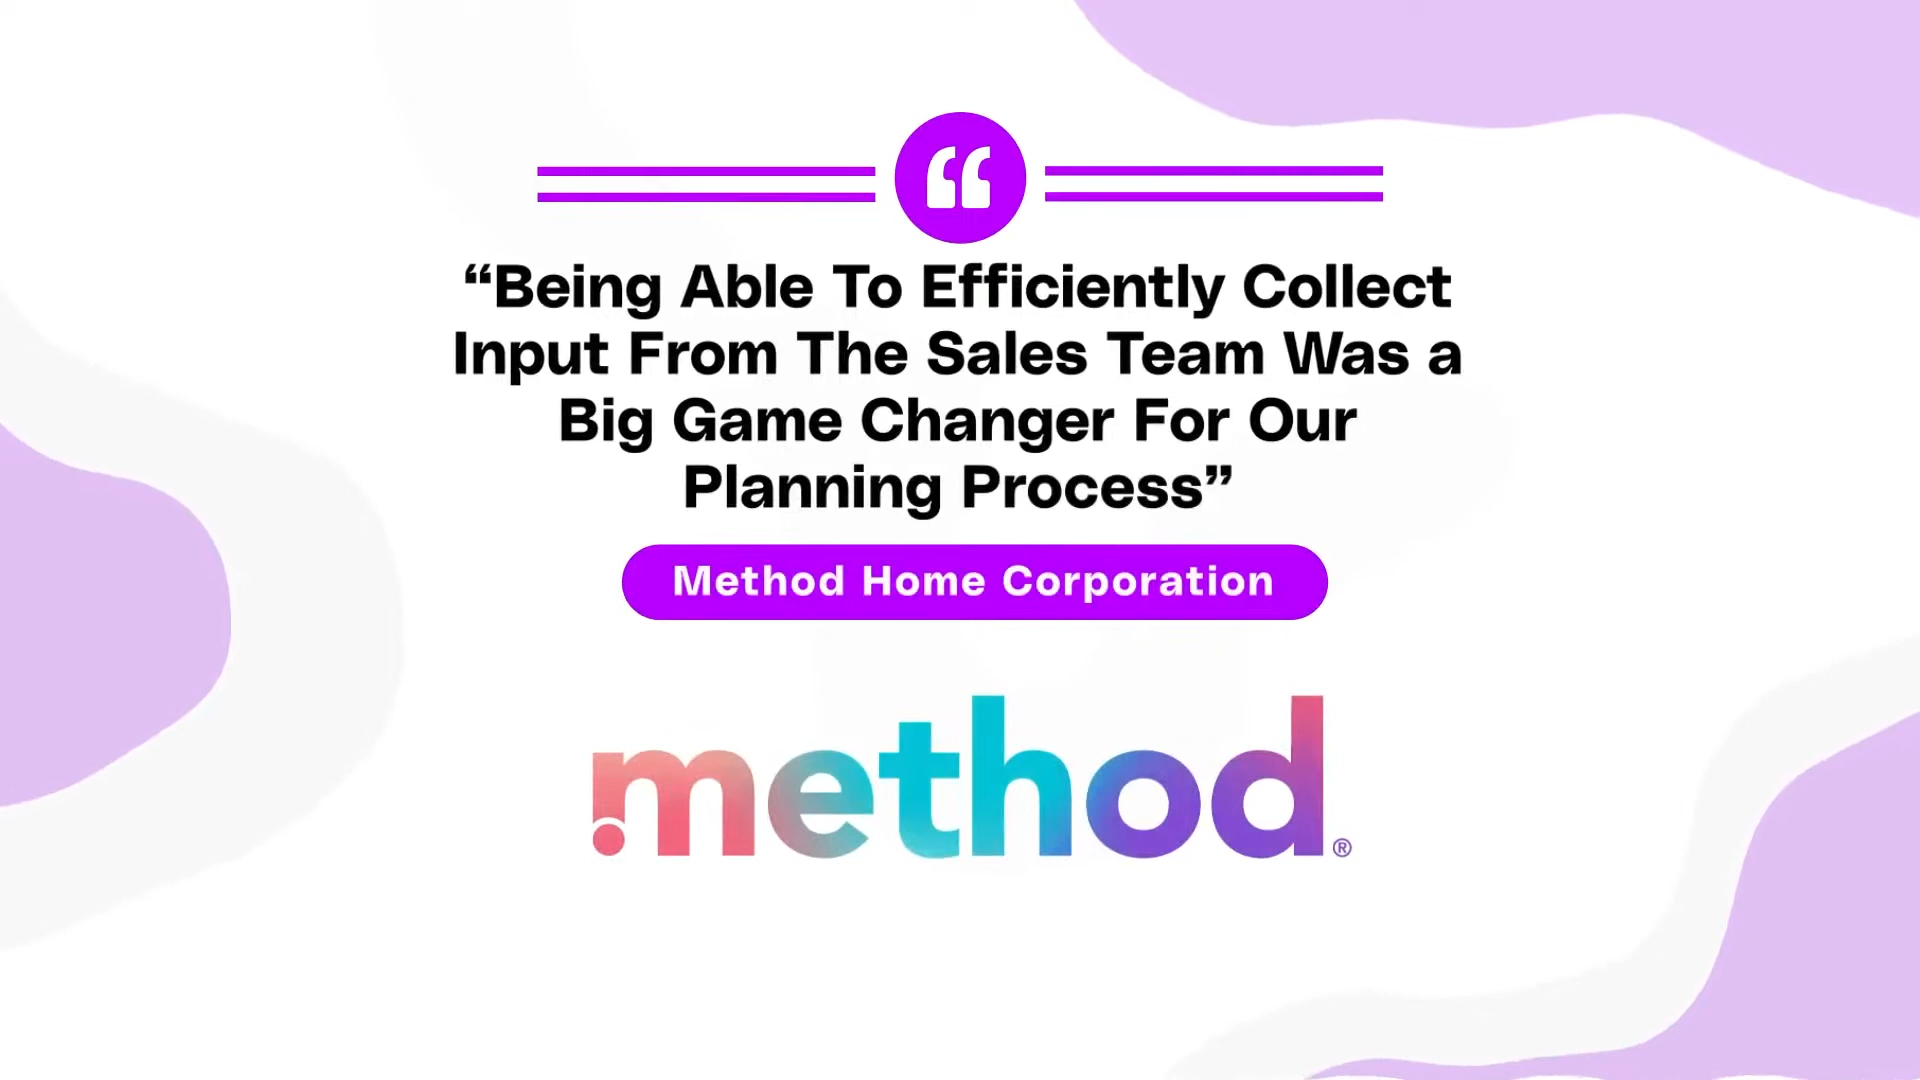 “Being Able To Efficiently Collect
Input From The Sales Team Was a
Big Game Changer For Our
Planning Process”
Method Home Corporation
method®